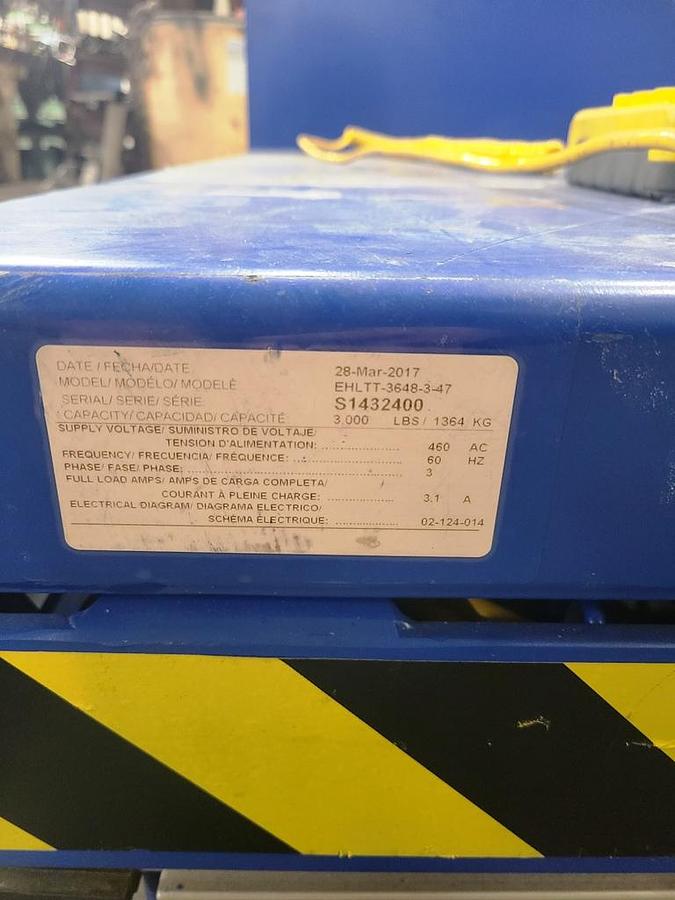 DATE / FECHA/DATE 28-Mar-2017
MODEL/ MODÉLO/ MODELÈ EHLTT-3648-3-47
SERIAL/ SERIE/ SÉRIE S1432400
CAPACITY/ CAPACIDAD/ CAPACITÉ 3,000 LBS / 1364 KG
SUPPLY VOLTAGE/ SUMINISTRO DE VOLTAJE/
TENSION D'ALIMENTATION: 460 AC
FREQUENCY/ FRECUENCIA/ FRÉQUENCE: 60 HZ
PHASE/ FASE/ PHASE: 3
FULL LOAD AMPS/ AMPS DE CARGA COMPLETA/
COURANT À PLEINE CHARGE: 3.1 A
ELECTRICAL DIAGRAM/ DIAGRAMA ELECTRICO/
SCHÉMA ÉLECTRIQUE: 02-124-014